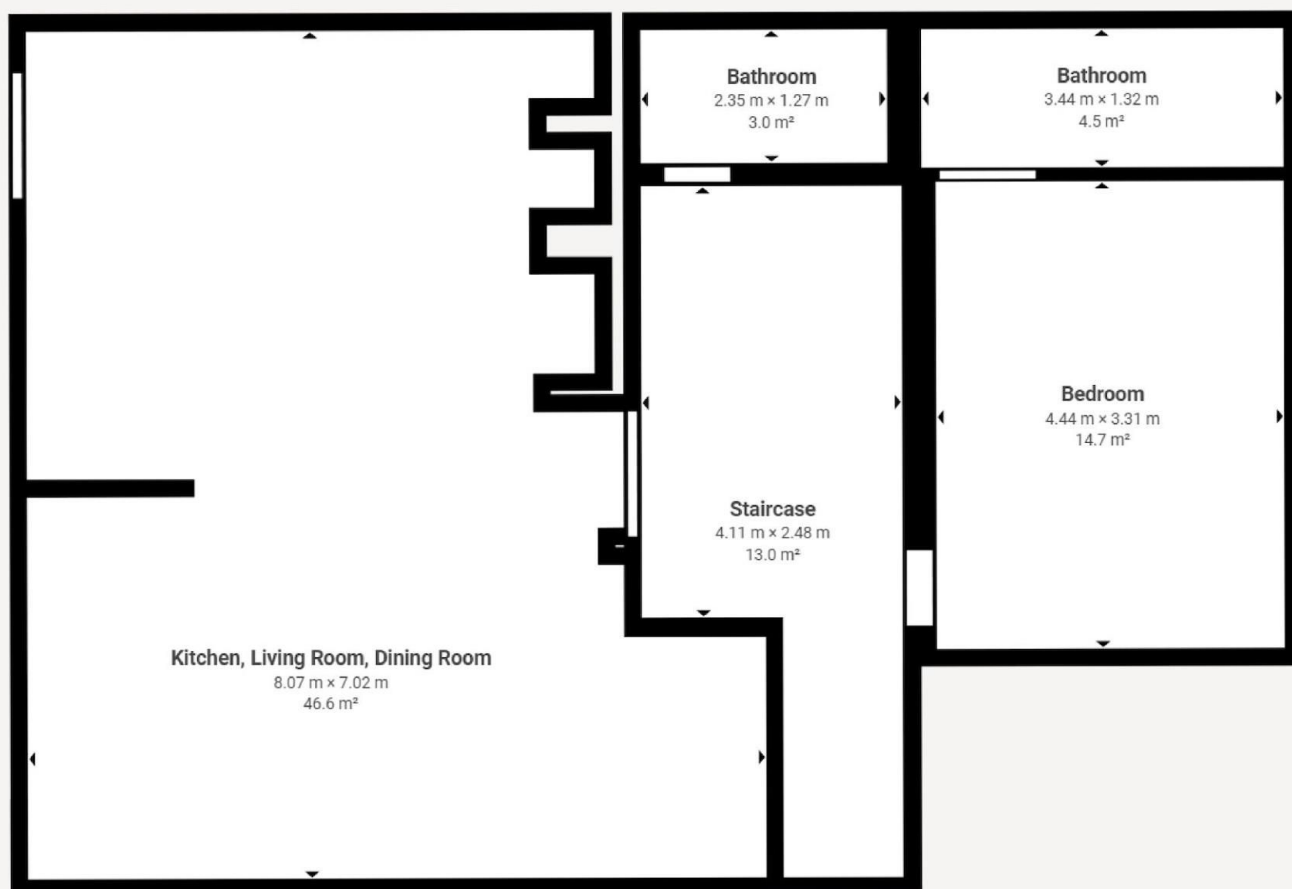 Bathroom
2.35 m × 1.27 m
3.0 m²
Bathroom
3.44 m × 1.32 m
4.5 m²
Bedroom
4.44 m × 3.31 m
14.7 m²
Staircase
4.11 m × 2.48 m
13.0 m²
Kitchen, Living Room, Dining Room
8.07 m × 7.02 m
46.6 m²